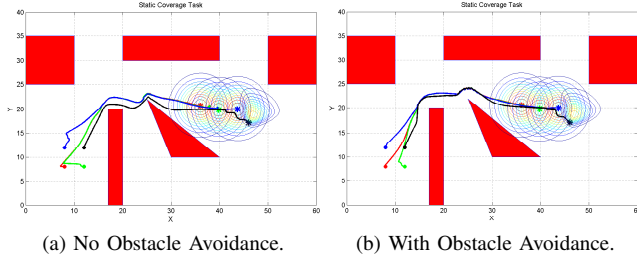 Static Coverage Task
Static Coverage Task
40
35
30
25
20
15
10
5
0
Y
0 10 20 30 40 50 60
X
40
35
30
25
20
15
10
5
0
Y
0 10 20 30 40 50 60
X
(a) No Obstacle Avoidance.
(b) With Obstacle Avoidance.